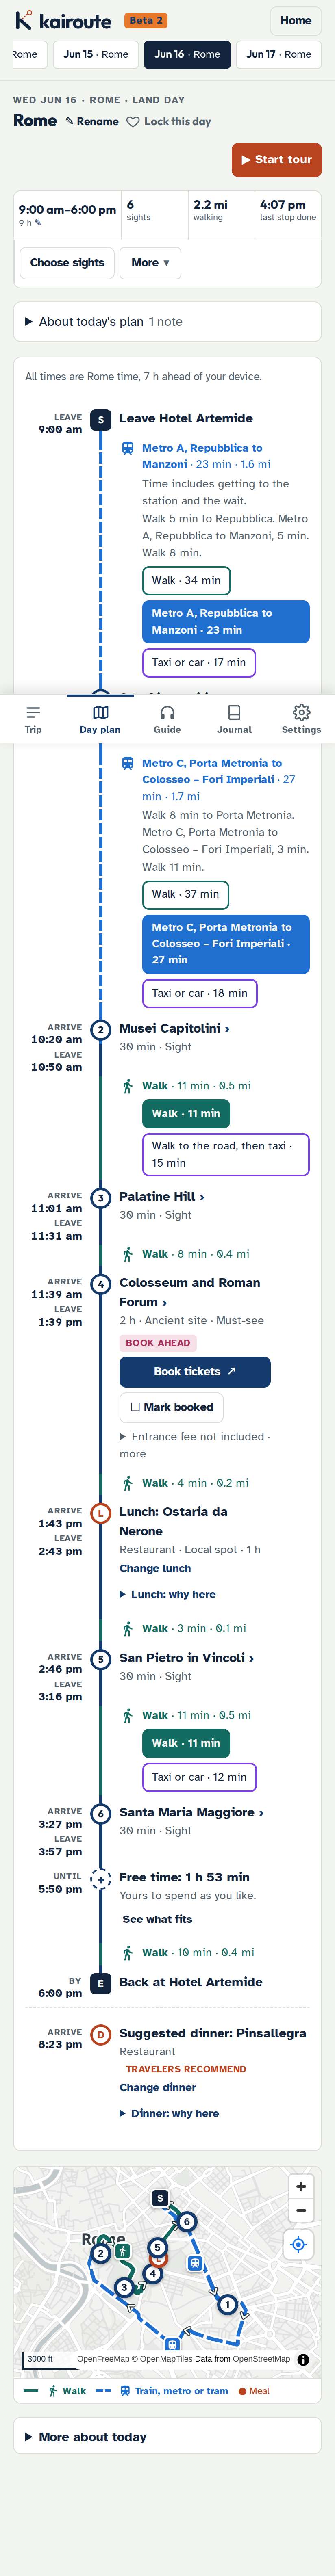 kairoute
Beta 2
Home
Rome
Jun 15 · Rome
Jun 16 · Rome
Jun 17 · Rome
WED JUN 16 · ROME · LAND DAY
Rome ✎ Rename Lock this day
▶ Start tour
9:00 am–6:00 pm
9 h ✎
6
sights
2.2 mi
walking
4:07 pm
last stop done
Choose sights
More ▾
▶ About today's plan 1 note
All times are Rome time, 7 h ahead of your device.
LEAVE
9:00 am
S
Leave Hotel Artemide
Metro A, Repubblica to
Manzoni · 23 min · 1.6 mi
Time includes getting to the
station and the wait.
Walk 5 min to Repubblica. Metro
A, Repubblica to Manzoni, 5 min.
Walk 8 min.
Walk · 34 min
Metro A, Repubblica to
Manzoni · 23 min
Taxi or car · 17 min
Trip
Day plan
Guide
Journal
Settings
Metro C, Porta Metronia to
Colosseo – Fori Imperiali · 27
min · 1.7 mi
Walk 8 min to Porta Metronia.
Metro C, Porta Metronia to
Colosseo – Fori Imperiali, 3 min.
Walk 11 min.
Walk · 37 min
Metro C, Porta Metronia to
Colosseo – Fori Imperiali ·
27 min
Taxi or car · 18 min
ARRIVE
10:20 am
LEAVE
10:50 am
2
Musei Capitolini ›
30 min · Sight
Walk · 11 min · 0.5 mi
Walk · 11 min
Walk to the road, then taxi ·
15 min
ARRIVE
11:01 am
LEAVE
11:31 am
3
Palatine Hill ›
30 min · Sight
Walk · 8 min · 0.4 mi
ARRIVE
11:39 am
LEAVE
1:39 pm
4
Colosseum and Roman
Forum ›
2 h · Ancient site · Must-see
BOOK AHEAD
Book tickets ↗
☐ Mark booked
▶ Entrance fee not included ·
more
Walk · 4 min · 0.2 mi
ARRIVE
1:43 pm
LEAVE
2:43 pm
L
Lunch: Ostaria da
Nerone
Restaurant · Local spot · 1 h
Change lunch
▶ Lunch: why here
Walk · 3 min · 0.1 mi
ARRIVE
2:46 pm
LEAVE
3:16 pm
5
San Pietro in Vincoli ›
30 min · Sight
Walk · 11 min · 0.5 mi
Walk · 11 min
Taxi or car · 12 min
ARRIVE
3:27 pm
LEAVE
3:57 pm
6
Santa Maria Maggiore ›
30 min · Sight
UNTIL
5:50 pm
+
Free time: 1 h 53 min
Yours to spend as you like.
See what fits
Walk · 10 min · 0.4 mi
BY
6:00 pm
E
Back at Hotel Artemide
ARRIVE
8:23 pm
D
Suggested dinner: Pinsallegra
Restaurant
TRAVELERS RECOMMEND
Change dinner
▶ Dinner: why here
S
6
5
2
4
3
1
+
−
3000 ft
OpenFreeMap © OpenMapTiles Data from OpenStreetMap
Walk
Train, metro or tram
Meal
▶ More about today